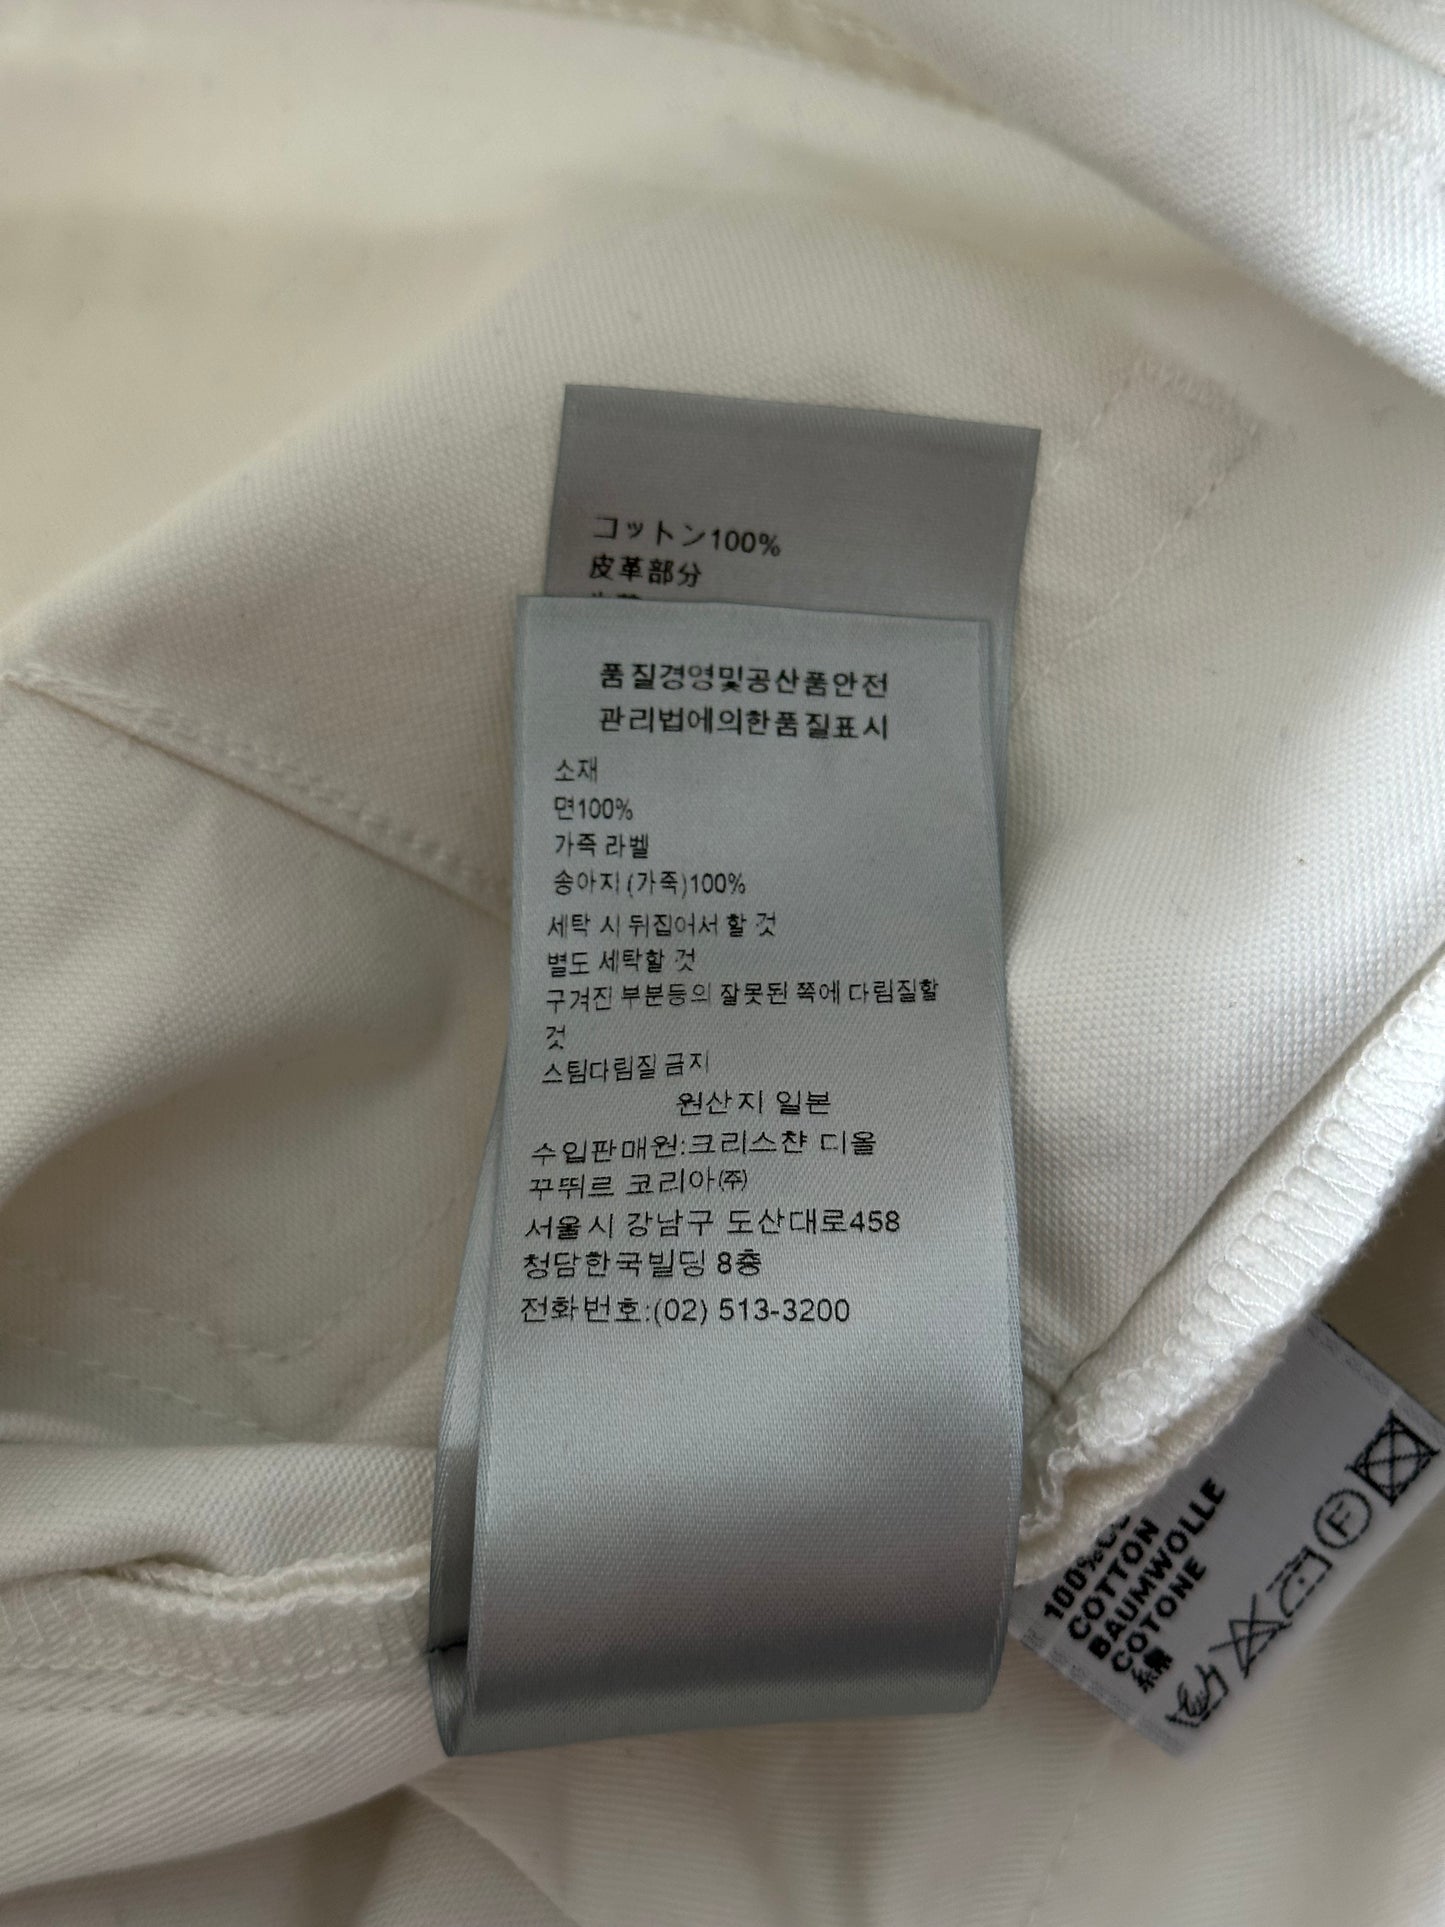 コットン100%
皮革部分
품질경영및공산품안전
관리법에의한품질표시
소재
면100%
가죽 라벨
송아지(가죽)100%
세탁 시 뒤집어서 할 것
별도 세탁할 것
구겨진 부분등의 잘못된 쪽에 다림질할
것
스팀다림질 금지
원산지 일본
수입판매원:크리스챤 디올
꾸뛰르 코리아㈜
서울시 강남구 도산대로458
청담한국빌딩 8층
전화번호:(02) 513-3200
COTTON
BAUMWOLLE
COTONE
綿
F